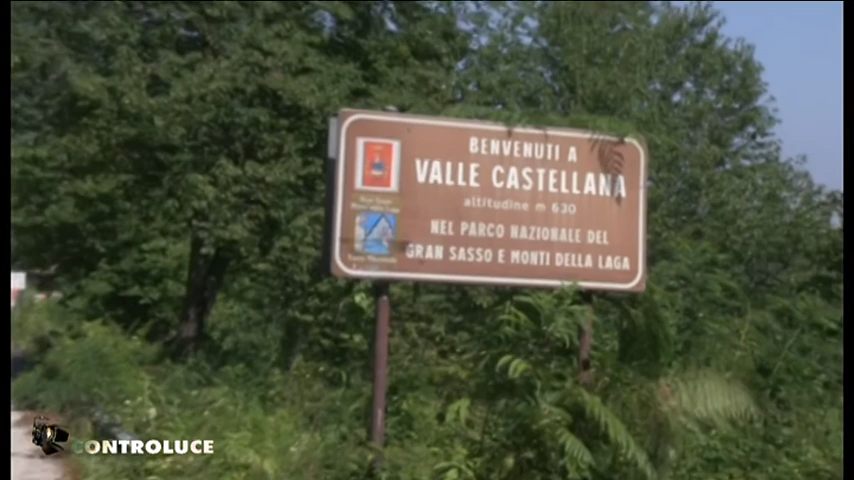 BENVENUTI A
VALLE CASTELLANA
altitudine m 630
NEL PARCO NAZIONALE DEL
GRAN SASSO E MONTI DELLA LAGA
CONTROLUCE